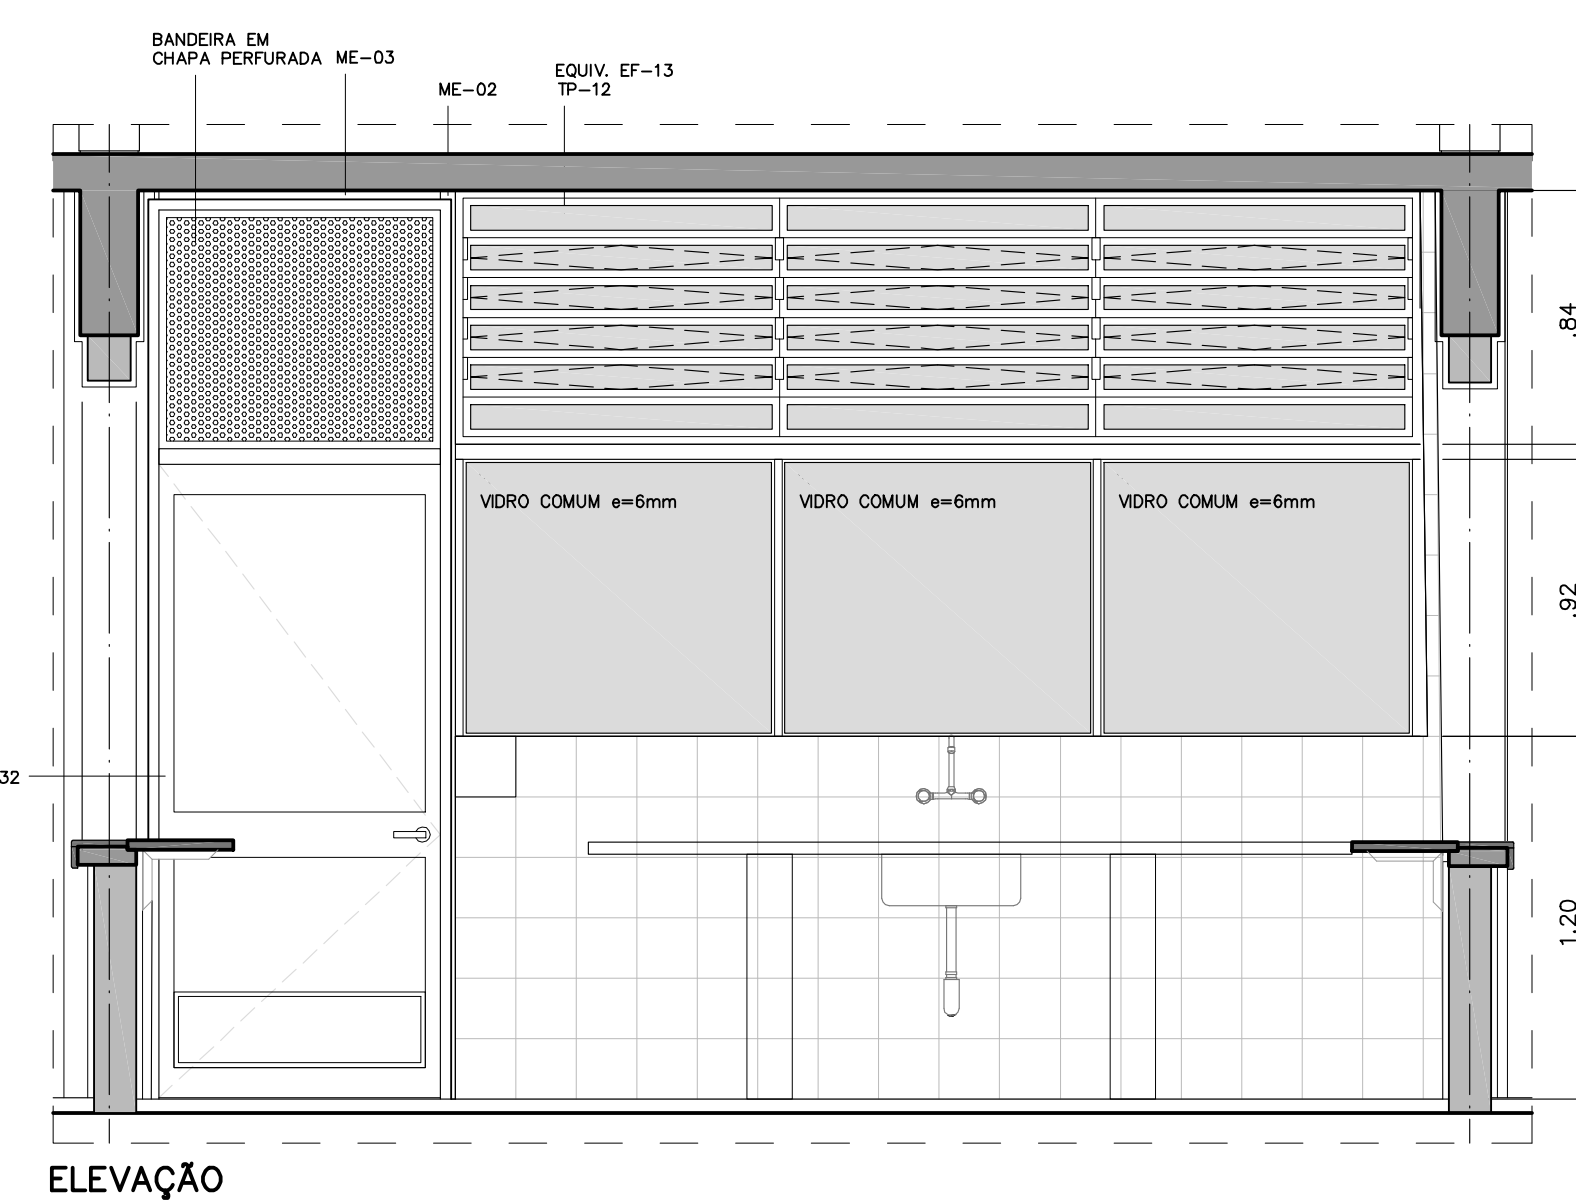 BANDEIRA EM
CHAPA PERFURADA
ME-03
ME-02
EQUIV. EF-13
TP-12
VIDRO COMUM e=6mm
VIDRO COMUM e=6mm
VIDRO COMUM e=6mm
.84
.92
1.20
32
ELEVAÇÃO